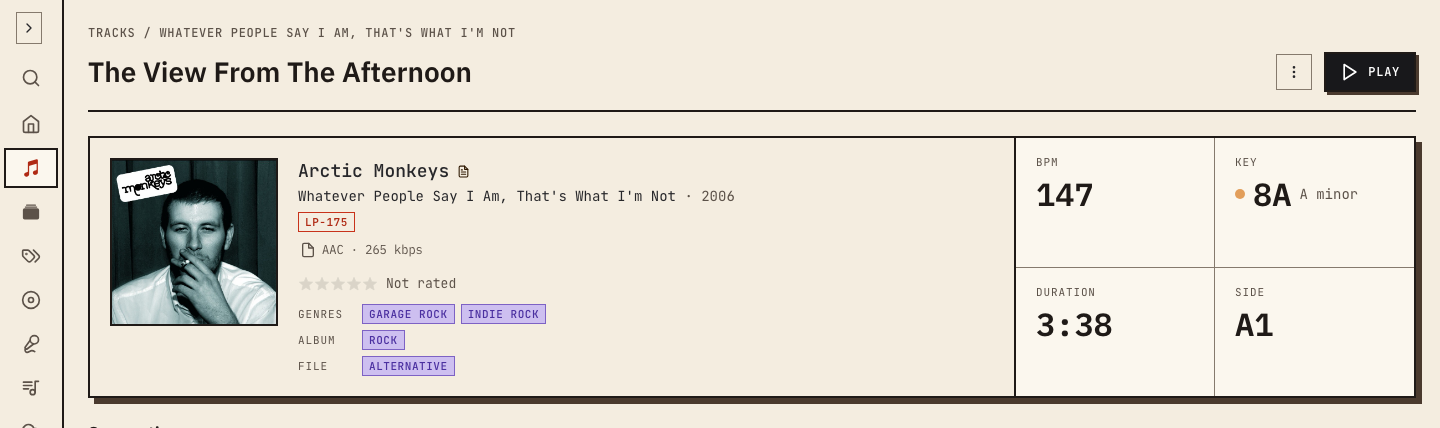 TRACKS / WHATEVER PEOPLE SAY I AM, THAT'S WHAT I'M NOT
The View From The Afternoon
PLAY
arctic monkeys
Arctic Monkeys
Whatever People Say I Am, That's What I'm Not · 2006
LP-175
AAC · 265 kbps
Not rated
GENRES GARAGE ROCK INDIE ROCK
ALBUM ROCK
FILE ALTERNATIVE
BPM
147
KEY
8A A minor
DURATION
3:38
SIDE
A1